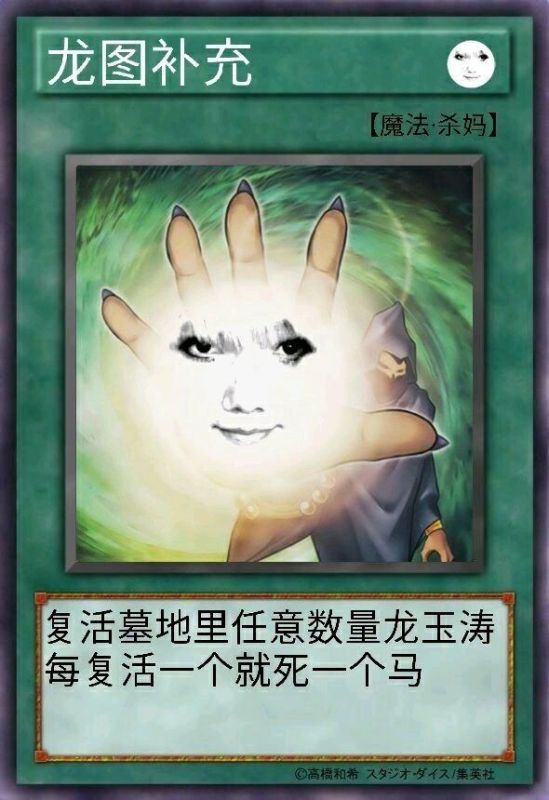 龙图补充
【魔法·杀妈】
复活墓地里任意数量龙玉涛
每复活一个就死一个马
©高橋和希 スタジオ・ダイス/集英社